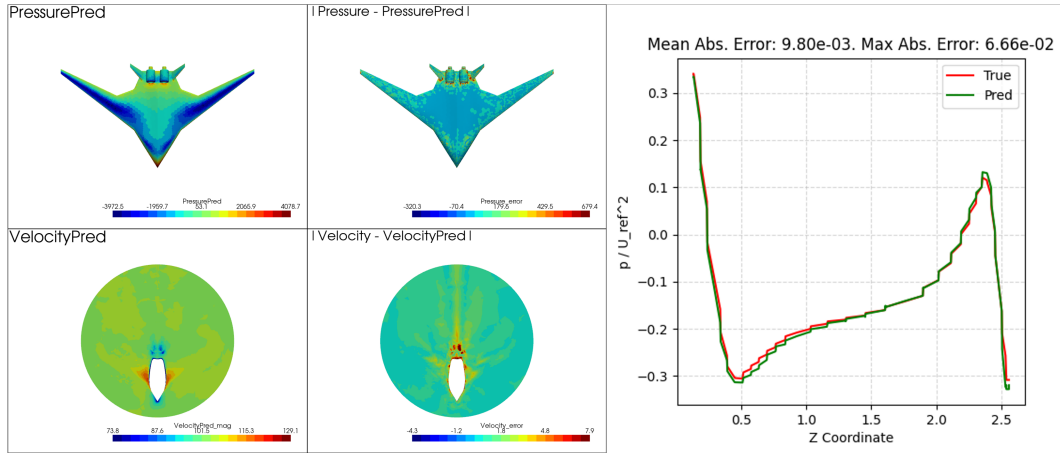 PressurePred
| Pressure - PressurePred |
PressurePred
-3972.5 -1959.7 53.1 2065.9 4078.7
Pressure_error
-320.3 -70.4 179.6 429.5 679.4
VelocityPred
| Velocity - VelocityPred |
VelocityPred_mag
73.8 87.6 101.5 115.3 129.1
Velocity_error
-4.3 -1.2 1.8 4.8 7.9
Mean Abs. Error: 9.80e-03. Max Abs. Error: 6.66e-02
True
Pred
p / U_ref^2
0.3
0.2
0.1
0.0
−0.1
−0.2
−0.3
0.5 1.0 1.5 2.0 2.5
Z Coordinate